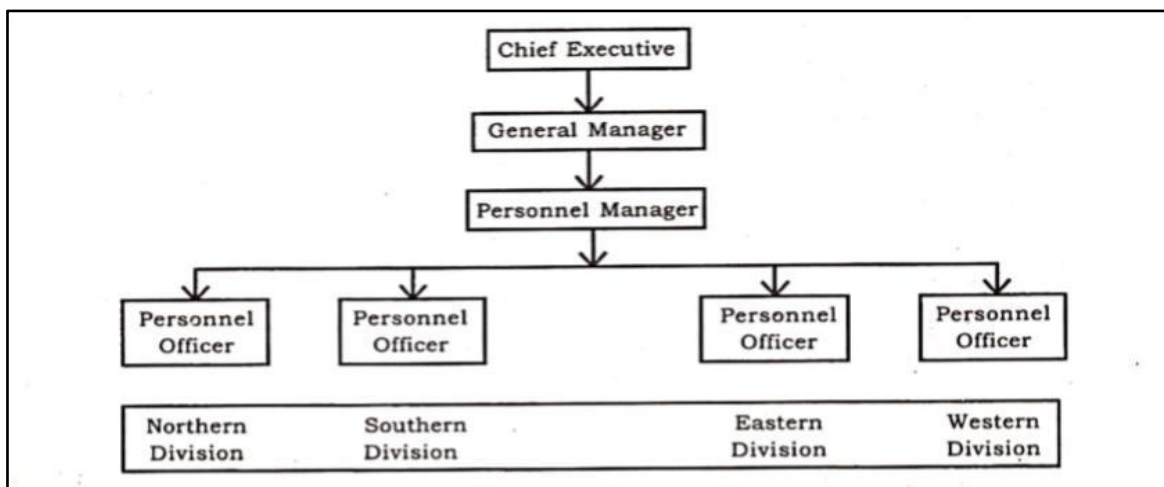 Chief Executive
General Manager
Personnel Manager
Personnel
Officer
Personnel
Officer
Personnel
Officer
Personnel
Officer
Northern
Division
Southern
Division
Eastern
Division
Western
Division